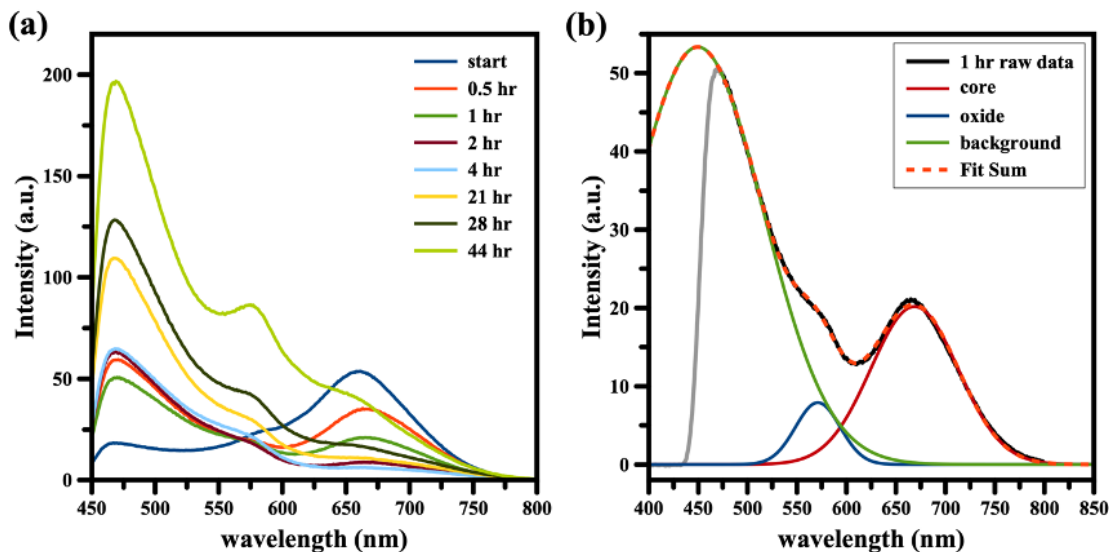 (a)
Intensity (a.u.)
200
150
100
50
0
start
0.5 hr
1 hr
2 hr
4 hr
21 hr
28 hr
44 hr
450 500 550 600 650 700 750 800
wavelength (nm)
(b)
Intensity (a.u.)
50
40
30
20
10
0
1 hr raw data
core
oxide
background
Fit Sum
400 450 500 550 600 650 700 750 800 850
wavelength (nm)